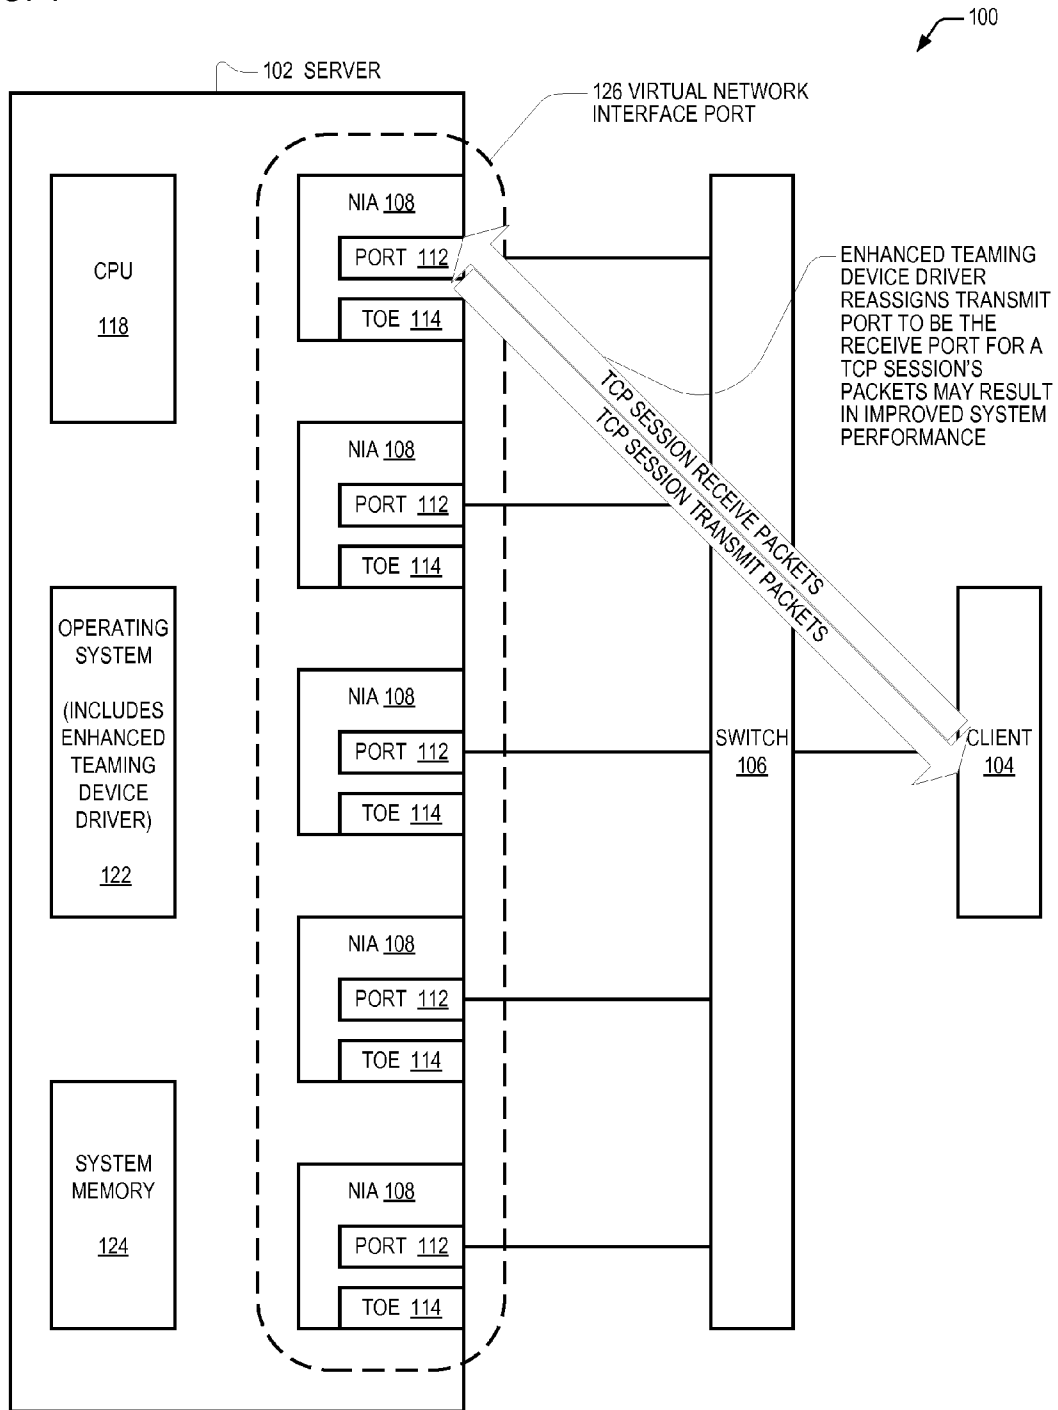 100
102 SERVER
126 VIRTUAL NETWORK
INTERFACE PORT
CPU
118
OPERATING
SYSTEM
(INCLUDES
ENHANCED
TEAMING
DEVICE
DRIVER)
122
SYSTEM
MEMORY
124
NIA 108
PORT 112
TOE 114
NIA 108
PORT 112
TOE 114
NIA 108
PORT 112
TOE 114
NIA 108
PORT 112
TOE 114
NIA 108
PORT 112
TOE 114
TCP SESSION RECEIVE PACKETS
TCP SESSION TRANSMIT PACKETS
SWITCH
106
ENHANCED TEAMING
DEVICE DRIVER
REASSIGNS TRANSMIT
PORT TO BE THE
RECEIVE PORT FOR A
TCP SESSION'S
PACKETS MAY RESULT
IN IMPROVED SYSTEM
PERFORMANCE
CLIENT
104